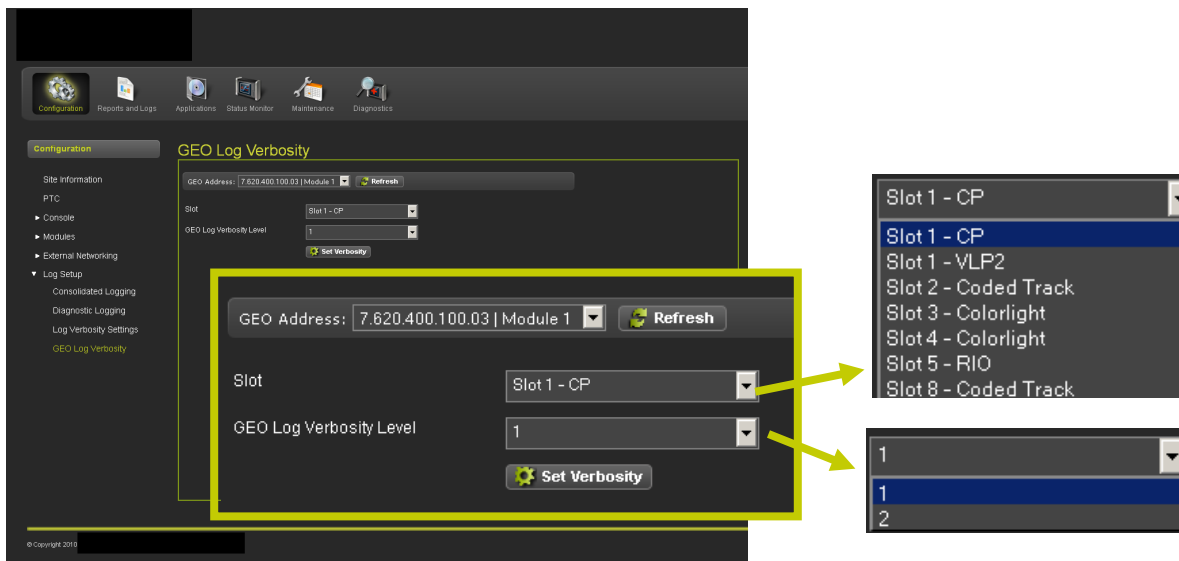 Configuration
Reports and Logs
Applications
Status Monitor
Maintenance
Diagnostics
Configuration
Site Information
PTC
Console
Modules
External Networking
Log Setup
Consolidated Logging
Diagnostic Logging
Log Verbosity Settings
GEO Log Verbosity
GEO Log Verbosity
GEO Address: 7.620.400.100.03 | Module 1 Refresh
Slot Slot 1 - CP
GEO Log Verbosity Level 1
Set Verbosity
GEO Address: 7.620.400.100.03 | Module 1 Refresh
Slot Slot 1 - CP
GEO Log Verbosity Level 1
Set Verbosity
Slot 1 - CP
Slot 1 - CP
Slot 1 - VLP2
Slot 2 - Coded Track
Slot 3 - Colorlight
Slot 4 - Colorlight
Slot 5 - RIO
Slot 8 - Coded Track
1
1
2
© Copyright 2010